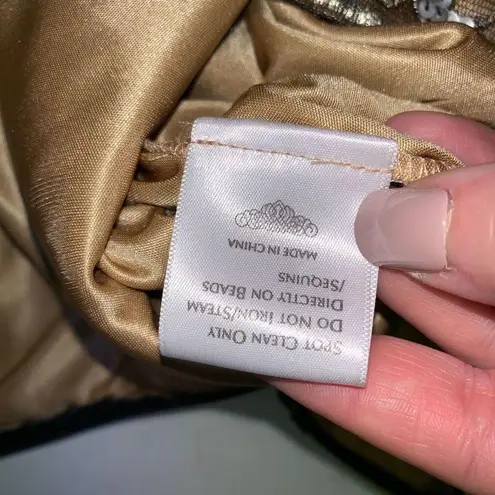 Spot Clean Only
Do Not Iron/Steam
Directly on Beads
/Sequins
Made in China